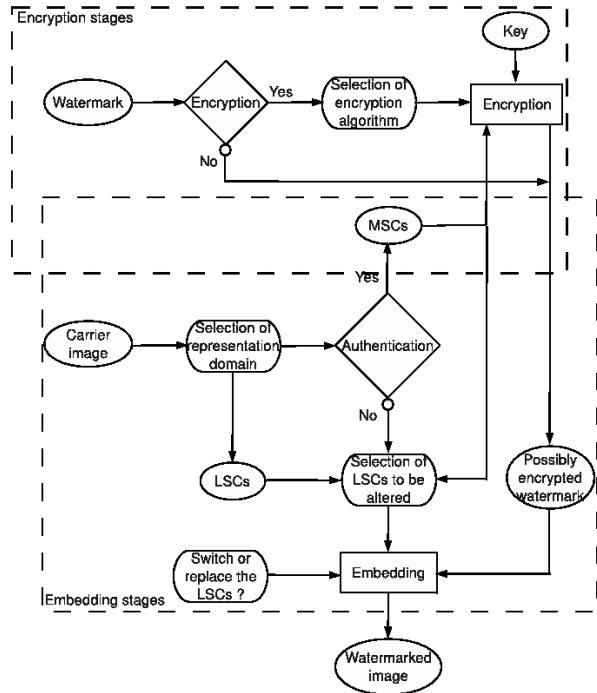 Encryption stages
Key
Watermark
Encryption
Yes
Selection of
encryption
algorithm
Encryption
No
MSCs
Yes
Carrier
image
Selection of
representation
domain
Authentication
No
LSCs
Selection of
LSCs to be
altered
Possibly
encrypted
watermark
Switch or
replace the
LSCs ?
Embedding
Embedding stages
Watermarked
image